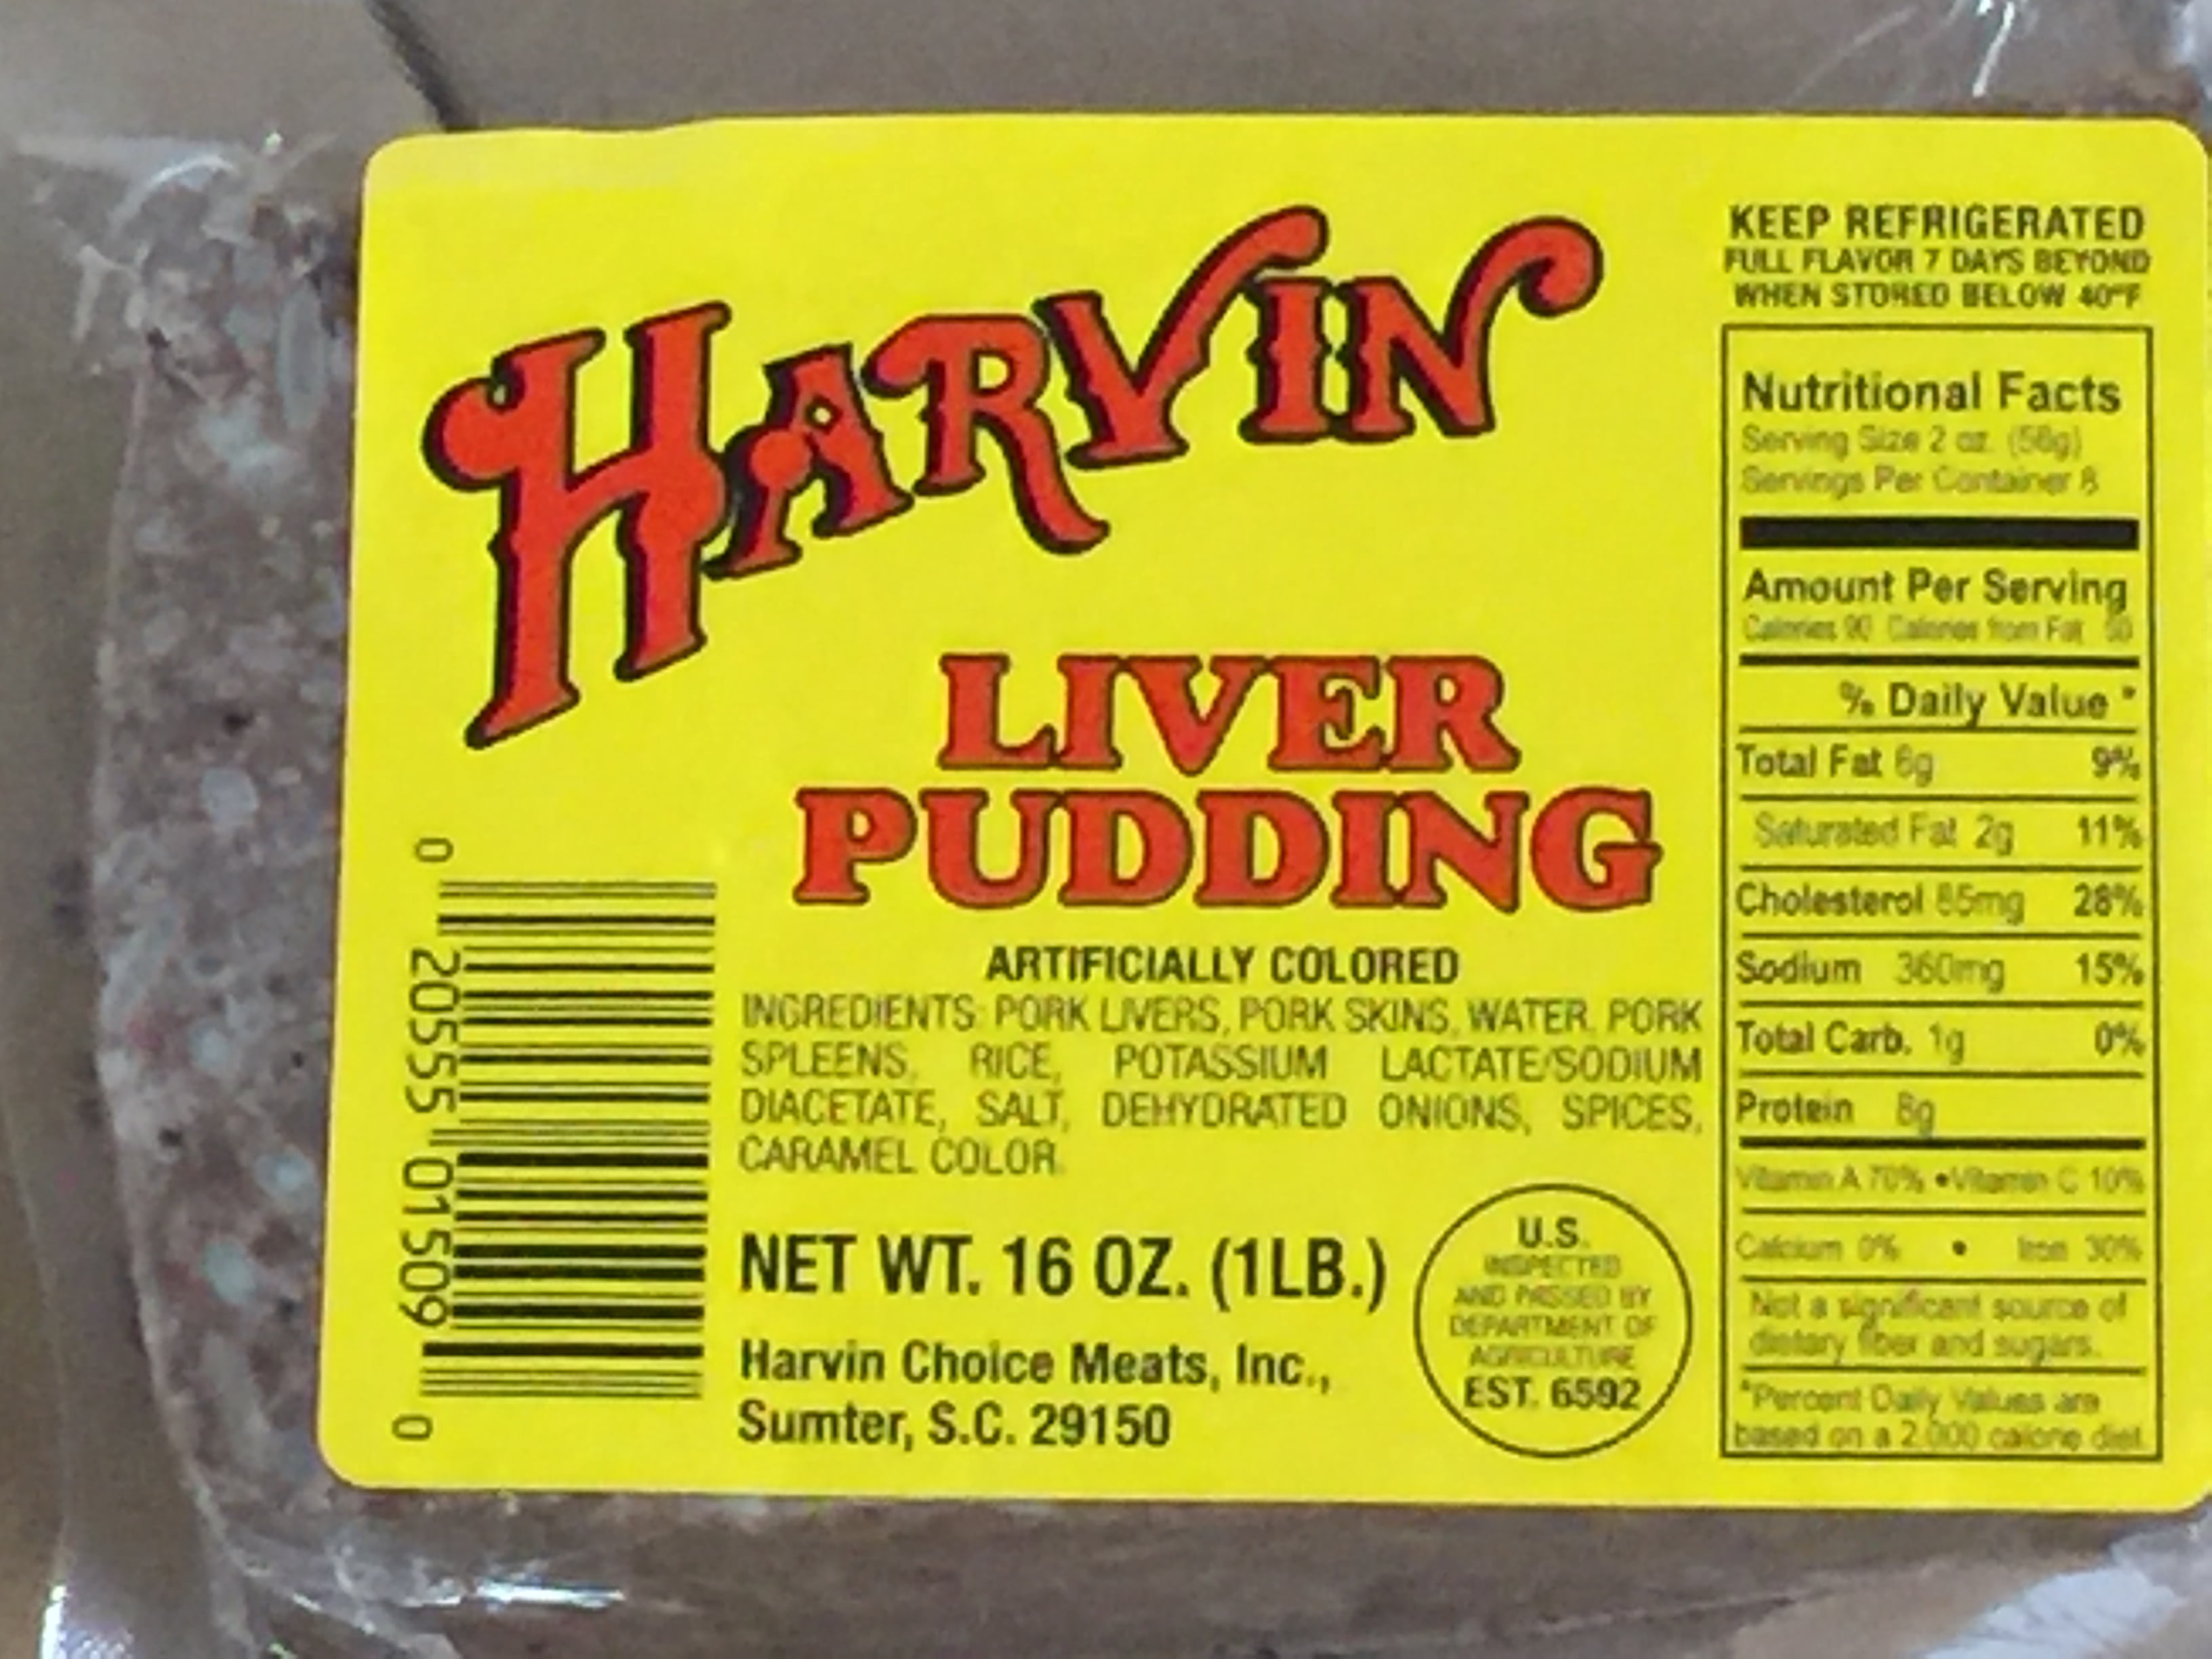 HARVIN
LIVER
PUDDING
ARTIFICIALLY COLORED
INGREDIENTS: PORK LIVERS, PORK SKINS, WATER, PORK
SPLEENS, RICE, POTASSIUM LACTATE/SODIUM
DIACETATE, SALT, DEHYDRATED ONIONS, SPICES,
CARAMEL COLOR.
NET WT. 16 OZ. (1LB.)
Harvin Choice Meats, Inc.,
Sumter, S.C. 29150
U.S.
INSPECTED
AND PASSED BY
DEPARTMENT OF
AGRICULTURE
EST. 6592
0 20555 01509 0
KEEP REFRIGERATED
FULL FLAVOR 7 DAYS BEYOND
WHEN STORED BELOW 40°F
Nutritional Facts
Serving Size 2 oz. (56g)
Servings Per Container 8
Amount Per Serving
Calories 90 Calories from Fat 50
% Daily Value *
Total Fat 6g 9%
Saturated Fat 2g 11%
Cholesterol 85mg 28%
Sodium 360mg 15%
Total Carb. 1g 0%
Protein 8g
Vitamin A 70% • Vitamin C 10%
Calcium 0% • Iron 30%
Not a significant source of
dietary fiber and sugars.
*Percent Daily Values are
based on a 2,000 calorie diet.